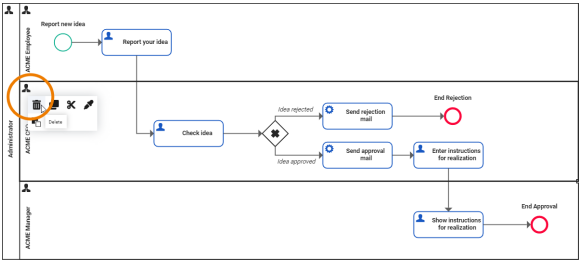 Administrator
ACME Employee
Report new idea
Report your idea
Delete
Check idea
Idea rejected
Idea approved
Send rejection
mail
End Rejection
Send approval
mail
Enter instructions
for realization
ACME Manager
Show instructions
for realization
End Approval